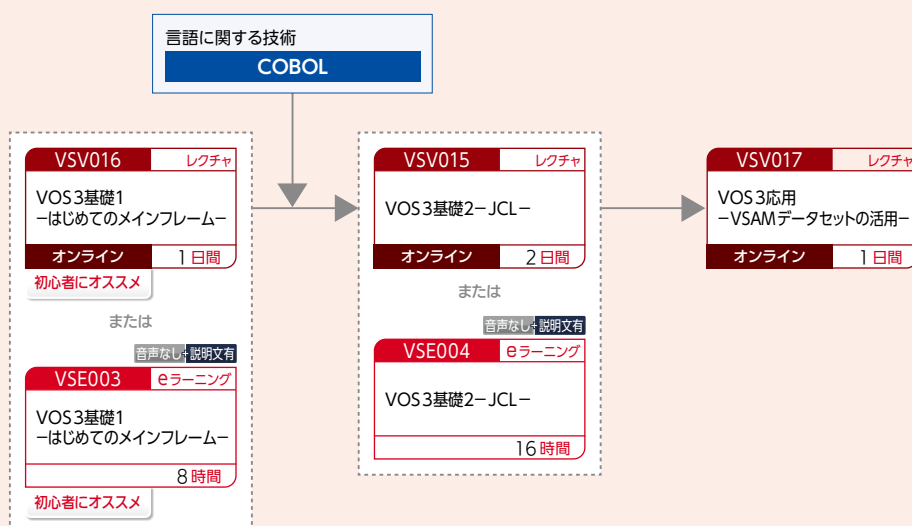 言語に関する技術
COBOL
VSV016 レクチャ
VOS3基礎1
−はじめてのメインフレーム−
オンライン 1日間
初心者にオススメ
または
音声なし+説明文有
VSE003 eラーニング
VOS3基礎1
−はじめてのメインフレーム−
8時間
初心者にオススメ
VSV015 レクチャ
VOS3基礎2−JCL−
オンライン 2日間
または
音声なし+説明文有
VSE004 eラーニング
VOS3基礎2−JCL−
16時間
VSV017 レクチャ
VOS3応用
−VSAMデータセットの活用−
オンライン 1日間